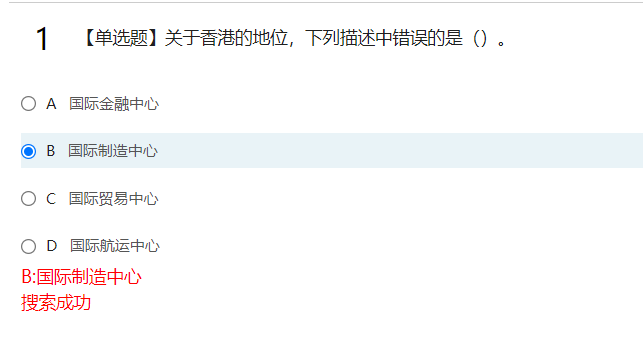 1 【单选题】关于香港的地位，下列描述中错误的是（）。
A 国际金融中心
B 国际制造中心
C 国际贸易中心
D 国际航运中心
B:国际制造中心
搜索成功